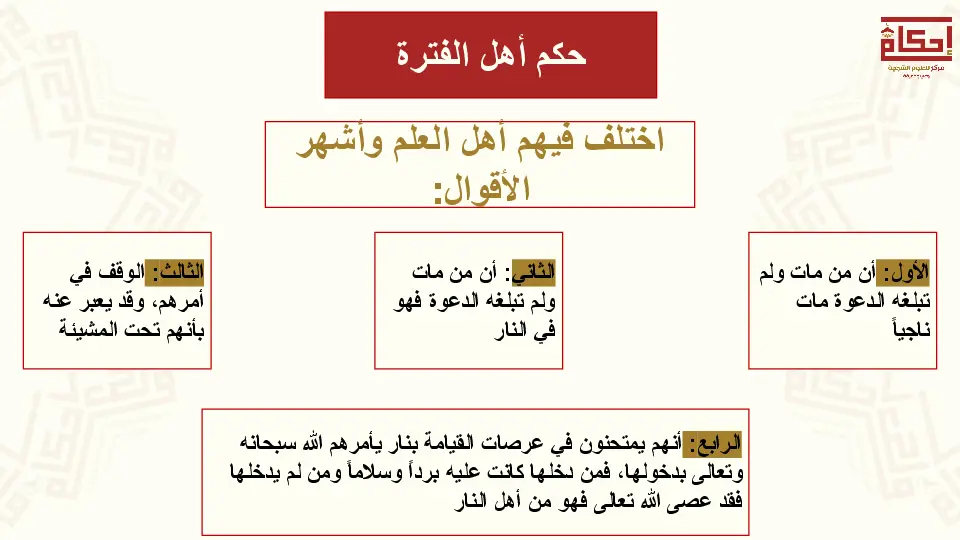 إحكام
مركز للعلوم الشرعية
حكم أهل الفترة
اختلف فيهم أهل العلم وأشهر
الأقوال:
الأول: أن من مات ولم
تبلغه الدعوة مات
ناجياً
الثاني: أن من مات
ولم تبلغه الدعوة فهو
في النار
الثالث: الوقف في
أمرهم، وقد يعبر عنه
بأنهم تحت المشيئة
الرابع: أنهم يمتحنون في عرصات القيامة بنار يأمرهم الله سبحانه
وتعالى بدخولها، فمن دخلها كانت عليه برداً وسلاماً ومن لم يدخلها
فقد عصى الله تعالى فهو من أهل النار